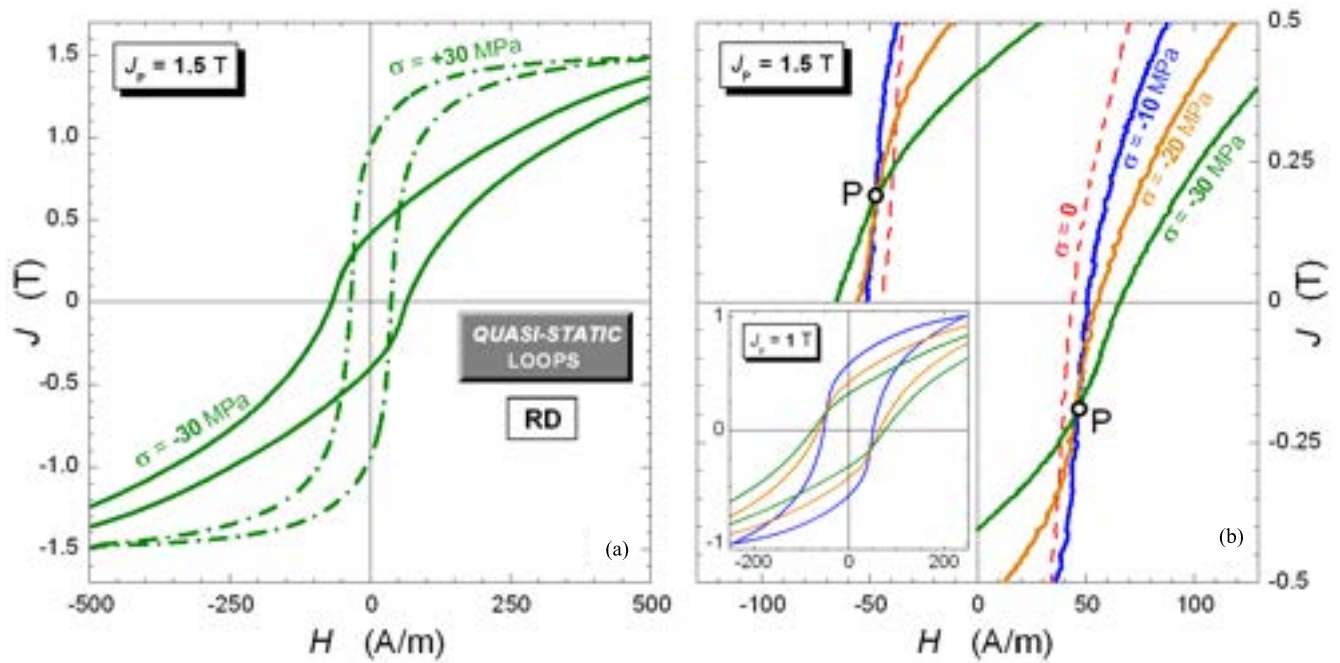 J_P = 1.5 T
σ = +30 MPa
1.5
1.0
0.5
0
-0.5
-1.0
-1.5
J (T)
QUASI-STATIC
LOOPS
RD
σ = -30 MPa
(a)
-500
-250
0
250
500
H (A/m)
J_P = 1.5 T
P
σ = 0
σ = -10 MPa
σ = -20 MPa
σ = -30 MPa
P
0.5
0.25
0
-0.25
-0.5
J (T)
J_P = 1 T
1
0
-1
-200
0
200
(b)
-100
-50
0
50
100
H (A/m)